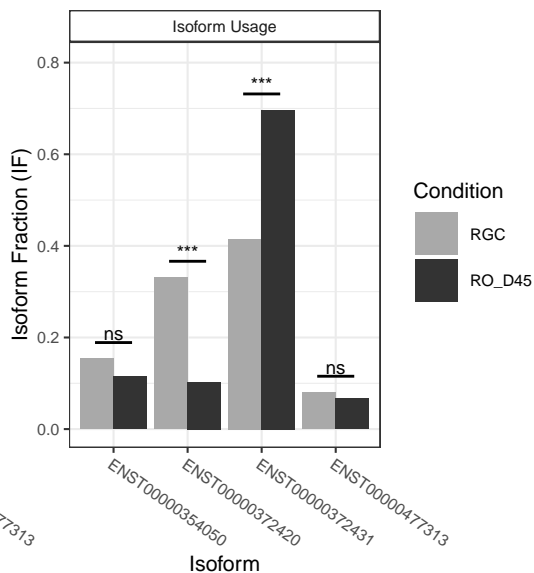 Isoform Usage
0.8
0.6
0.4
0.2
0.0
Isoform Fraction (IF)
ns
***
***
ns
Condition
RGC
RO_D45
77313
ENST00000354050
ENST00000372420
ENST00000372431
ENST00000477313
Isoform